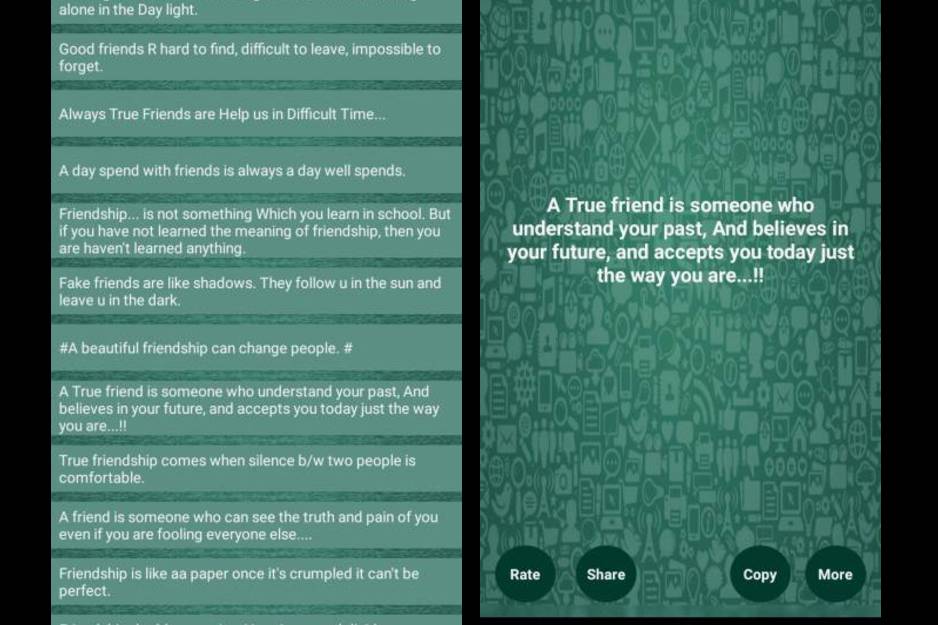 alone in the Day light.
Good friends R hard to find, difficult to leave, impossible to
forget.
Always True Friends are Help us in Difficult Time...
A day spend with friends is always a day well spends.
Friendship... is not something Which you learn in school. But
if you have not learned the meaning of friendship, then you
are haven't learned anything.
Fake friends are like shadows. They follow u in the sun and
leave u in the dark.
#A beautiful friendship can change people. #
A True friend is someone who understand your past, And
believes in your future, and accepts you today just the way
you are...!!
True friendship comes when silence b/w two people is
comfortable.
A friend is someone who can see the truth and pain of you
even if you are fooling everyone else....
Friendship is like aa paper once it's crumpled it can't be
perfect.
A True friend is someone who
understand your past, And believes in
your future, and accepts you today just
the way you are...!!
Rate
Share
Copy
More